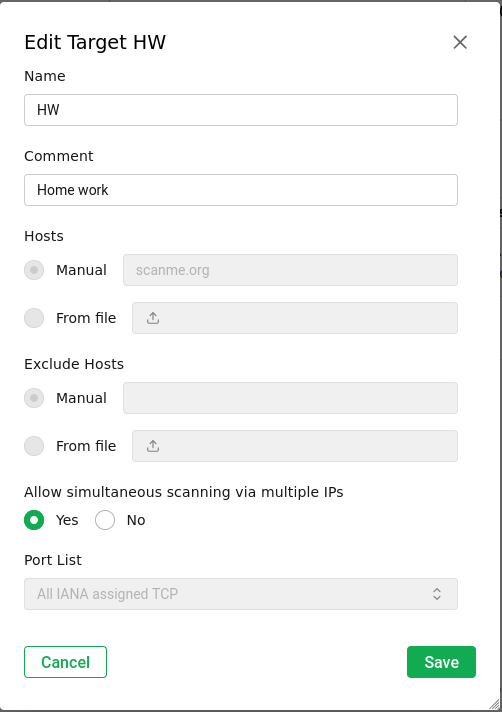 Edit Target HW
Name
HW
Comment
Home work
Hosts
Manual scanme.org
From file
Exclude Hosts
Manual
From file
Allow simultaneous scanning via multiple IPs
Yes No
Port List
All IANA assigned TCP
Cancel Save